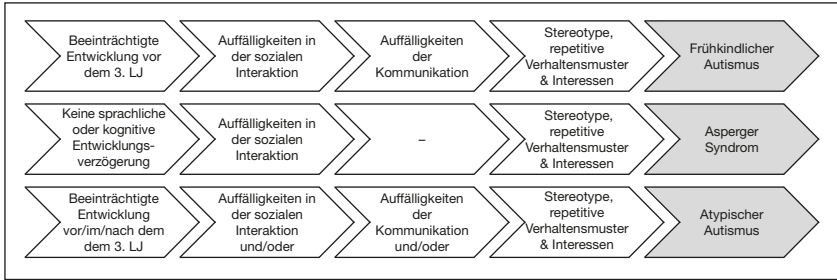 Beeinträchtigte
Entwicklung vor
dem 3. LJ
Auffälligkeiten in
der sozialen
Interaktion
Auffälligkeiten
der
Kommunikation
Stereotype,
repetitive
Verhaltensmuster
& Interessen
Frühkindlicher
Autismus
Keine sprachliche
oder kognitive
Entwicklungs-
verzögerung
Auffälligkeiten in
der sozialen
Interaktion
–
Stereotype,
repetitive
Verhaltensmuster
& Interessen
Asperger
Syndrom
Beeinträchtigte
Entwicklung
vor/im/nach dem
dem 3. LJ
Auffälligkeiten in
der sozialen
Interaktion
und/oder
Auffälligkeiten
der
Kommunikation
und/oder
Stereotype,
repetitive
Verhaltensmuster
& Interessen
Atypischer
Autismus